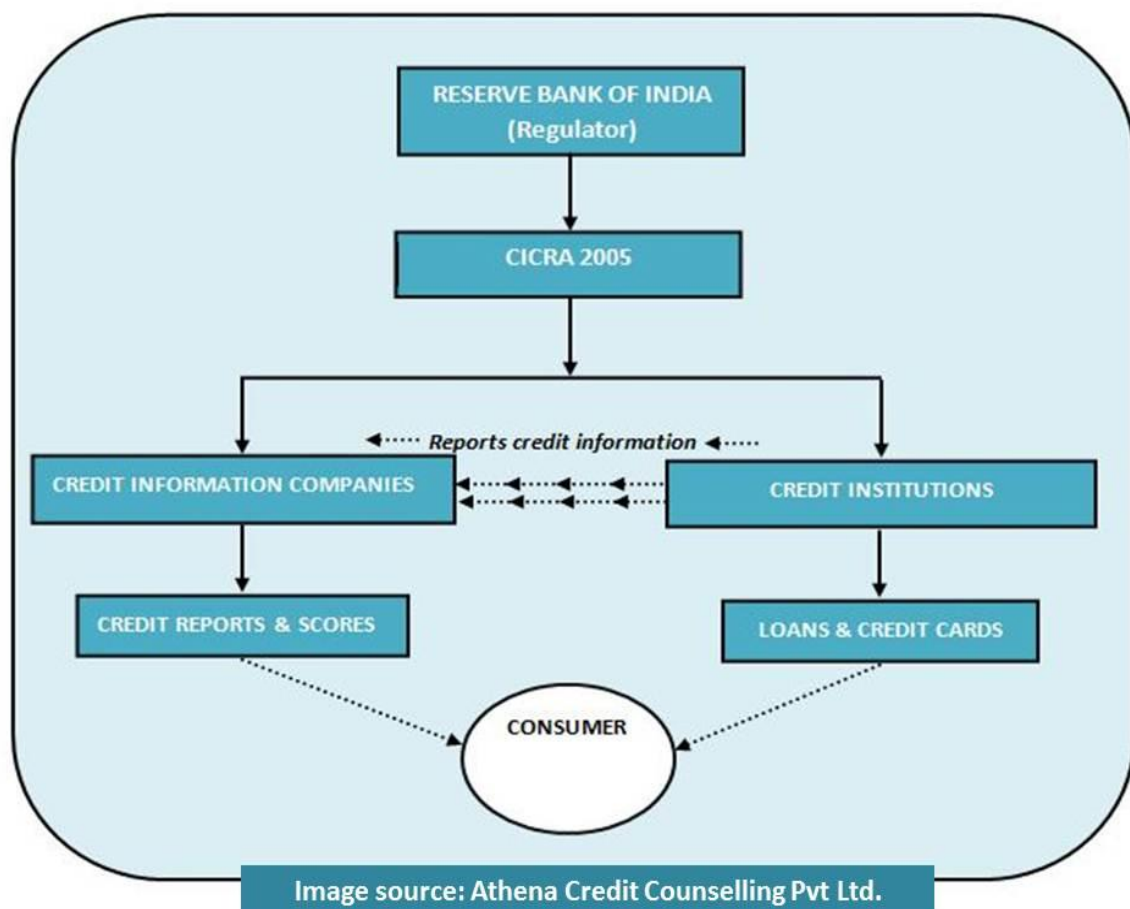 RESERVE BANK OF INDIA
(Regulator)
CICRA 2005
Reports credit information
CREDIT INFORMATION COMPANIES
CREDIT INSTITUTIONS
CREDIT REPORTS & SCORES
LOANS & CREDIT CARDS
CONSUMER
Image source: Athena Credit Counselling Pvt Ltd.